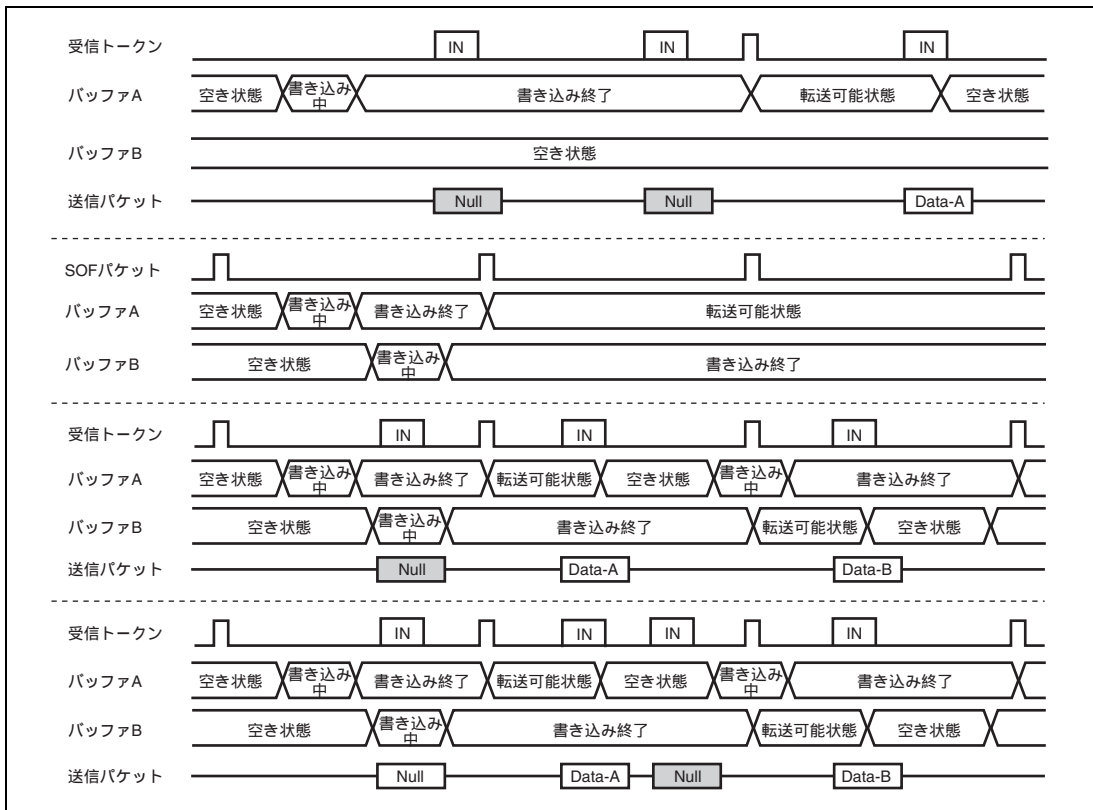 受信トークン IN IN IN
バッファA 空き状態 書き込み中 書き込み終了 転送可能状態 空き状態
バッファB 空き状態
送信パケット Null Null Data-A
SOFパケット
バッファA 空き状態 書き込み中 書き込み終了 転送可能状態
バッファB 空き状態 書き込み中 書き込み終了
受信トークン IN IN IN
バッファA 空き状態 書き込み中 書き込み終了 転送可能状態 空き状態 書き込み中 書き込み終了
バッファB 空き状態 書き込み中 書き込み終了 転送可能状態 空き状態
送信パケット Null Data-A Data-B
受信トークン IN IN IN IN
バッファA 空き状態 書き込み中 書き込み終了 転送可能状態 空き状態 書き込み中 書き込み終了
バッファB 空き状態 書き込み中 書き込み終了 転送可能状態 空き状態
送信パケット Null Data-A Null Data-B